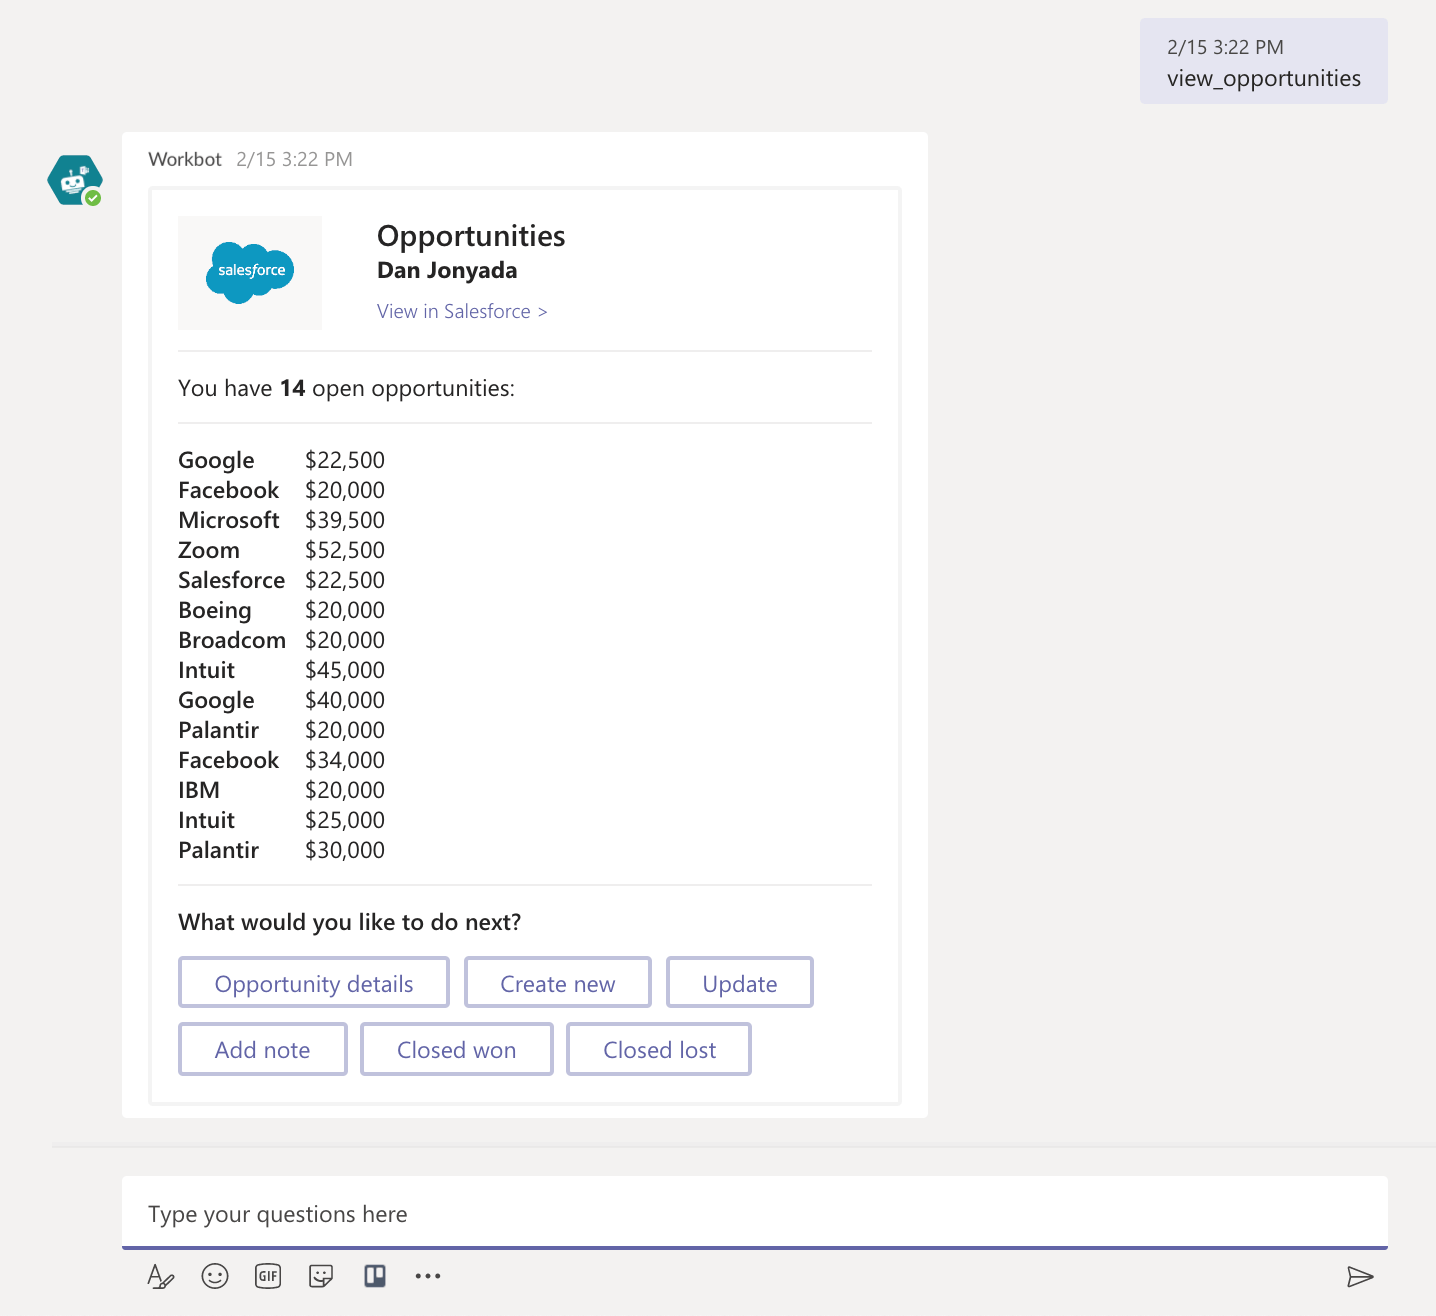 2/15 3:22 PM
view_opportunities
Workbot 2/15 3:22 PM
salesforce
Opportunities
Dan Jonyada
View in Salesforce >
You have 14 open opportunities:
Google $22,500
Facebook $20,000
Microsoft $39,500
Zoom $52,500
Salesforce $22,500
Boeing $20,000
Broadcom $20,000
Intuit $45,000
Google $40,000
Palantir $20,000
Facebook $34,000
IBM $20,000
Intuit $25,000
Palantir $30,000
What would you like to do next?
Opportunity details Create new Update
Add note Closed won Closed lost
Type your questions here
GIF